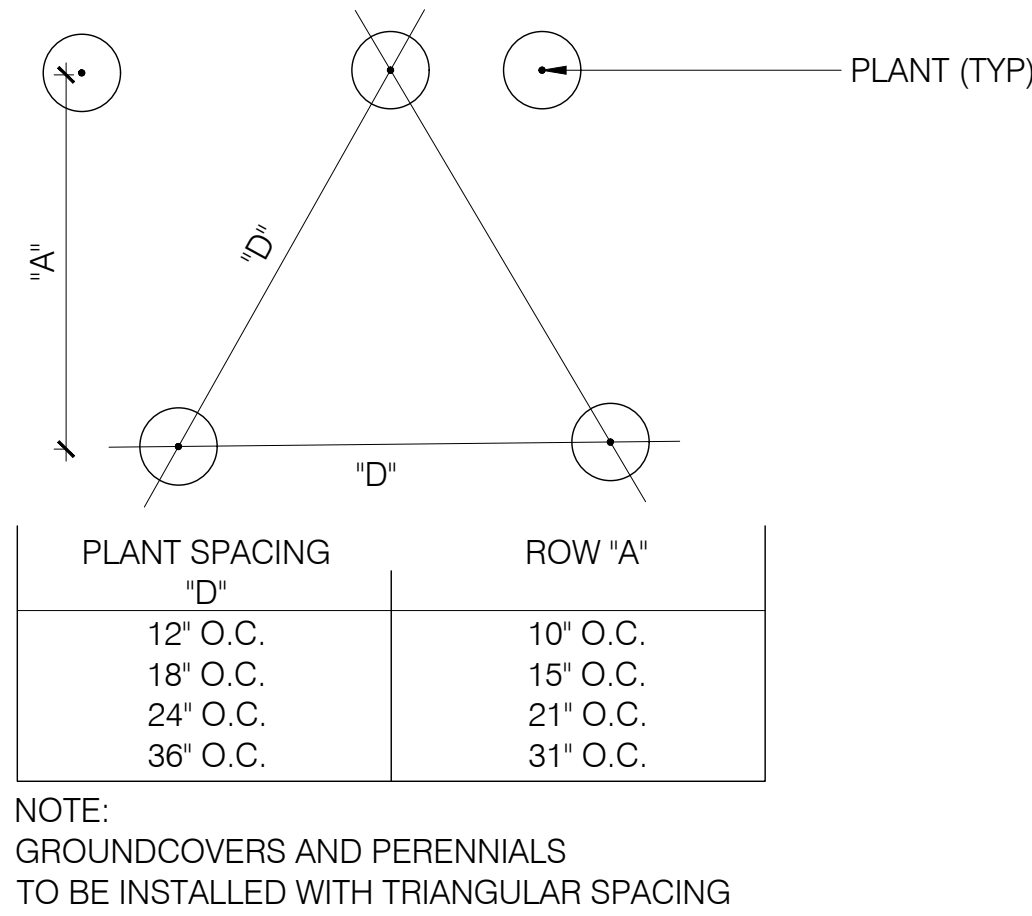 PLANT (TYP)
"A"
"D"
"D"
PLANT SPACING ROW "A"
"D"
12" O.C. 10" O.C.
18" O.C. 15" O.C.
24" O.C. 21" O.C.
36" O.C. 31" O.C.
NOTE:
GROUNDCOVERS AND PERENNIALS
TO BE INSTALLED WITH TRIANGULAR SPACING